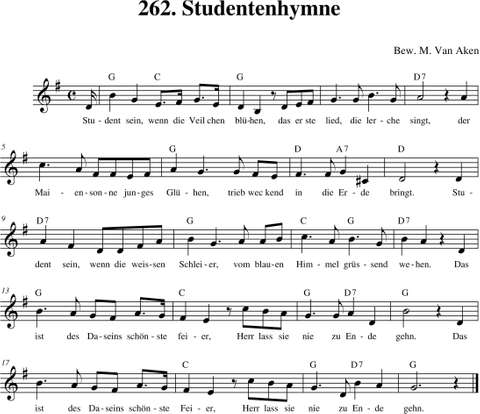 262. Studentenhymne
Bew. M. Van Aken
G C G D7
Stu- dent sein, wenn die Veil chen blü-hen, das er ste lied, die ler- che singt, der
5 A G D A7 D
Mai - en-son-ne jun-ges Glü- hen, trieb wec kend in die Er- de bringt. Stu-
9 D7 G C G D7
dent sein, wenn die weis-sen Schlei-er, vom blau-en Him-mel grüs-send we-hen. Das
13 G C G D7 G
ist des Da-seins schön-ste fei-er, Herr lass sie nie zu En-de gehn. Das
17 G C G D7 G
ist des Da-seins schön-ste Fei-er, Herr lass sie nie zu En-de gehn.